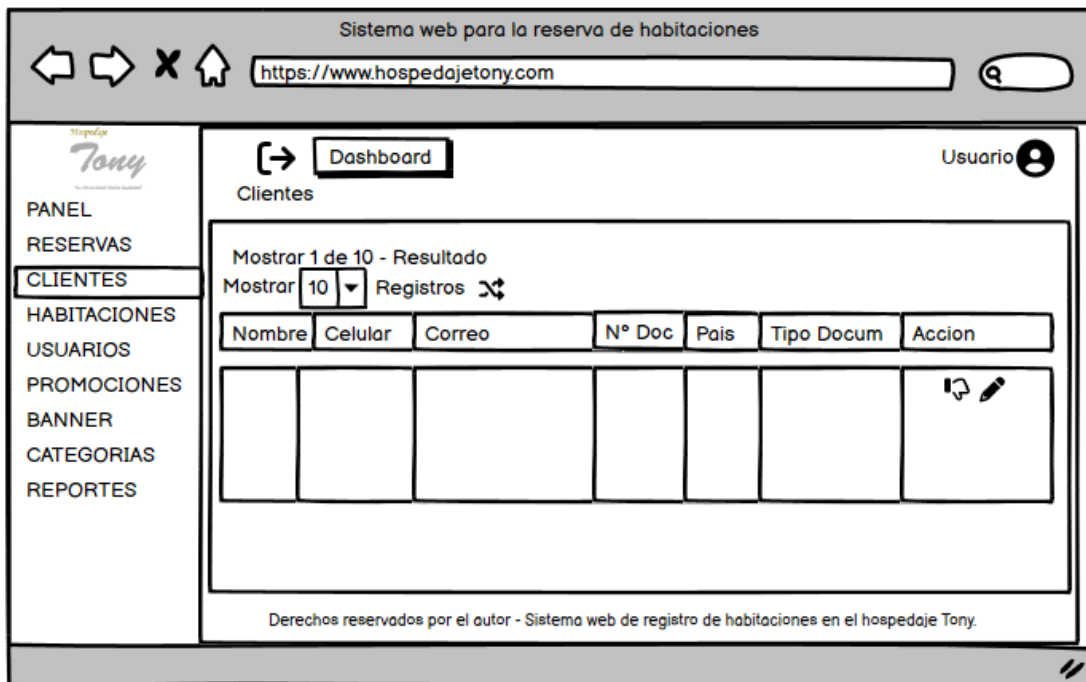 Sistema web para la reserva de habitaciones
https://www.hospedajetony.com
Hospedaje
Tony
PANEL
RESERVAS
CLIENTES
HABITACIONES
USUARIOS
PROMOCIONES
BANNER
CATEGORIAS
REPORTES
Dashboard
Usuario
Clientes
Mostrar 1 de 10 - Resultado
Mostrar 10 Registros
Nombre Celular Correo N° Doc Pais Tipo Docum Accion
Derechos reservados por el autor - Sistema web de registro de habitaciones en el hospedaje Tony.